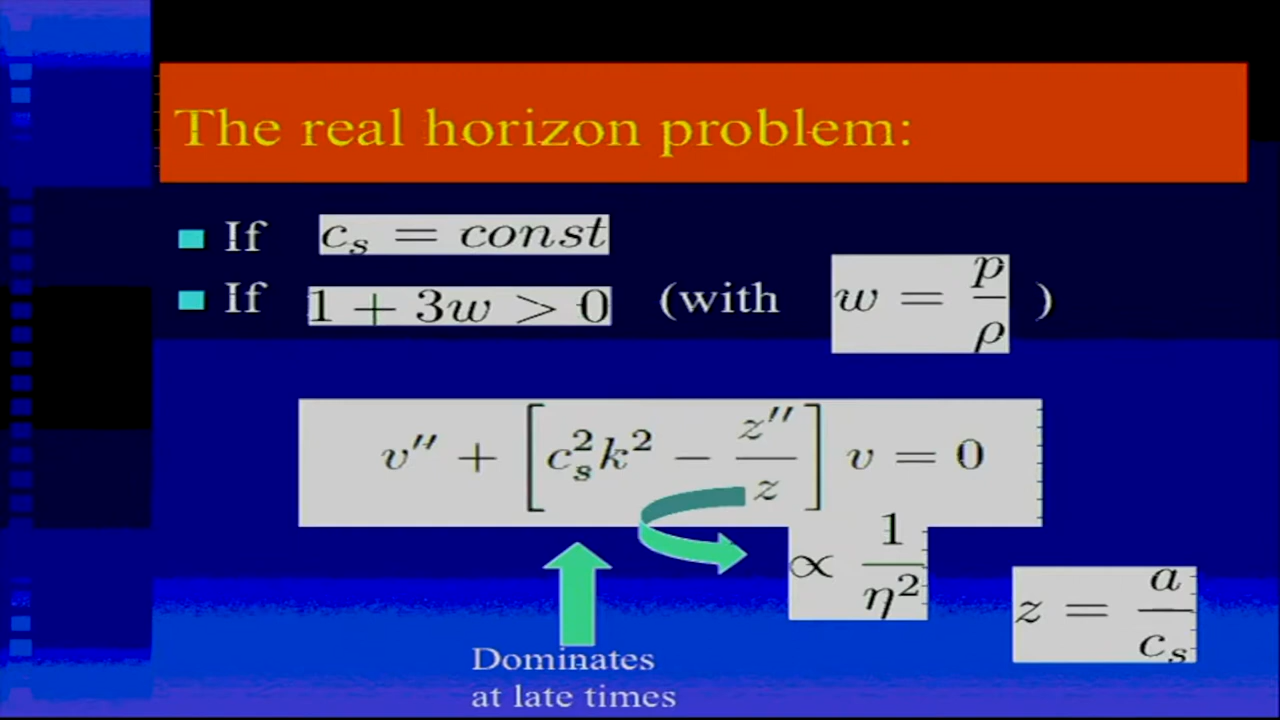 The real horizon problem:
If c_s = const
If 1 + 3w > 0 (with w = p/ρ )
v'' + [c_s^2 k^2 − z''/z] v = 0
∝ 1/η^2
z = a/c_s
Dominates
at late times